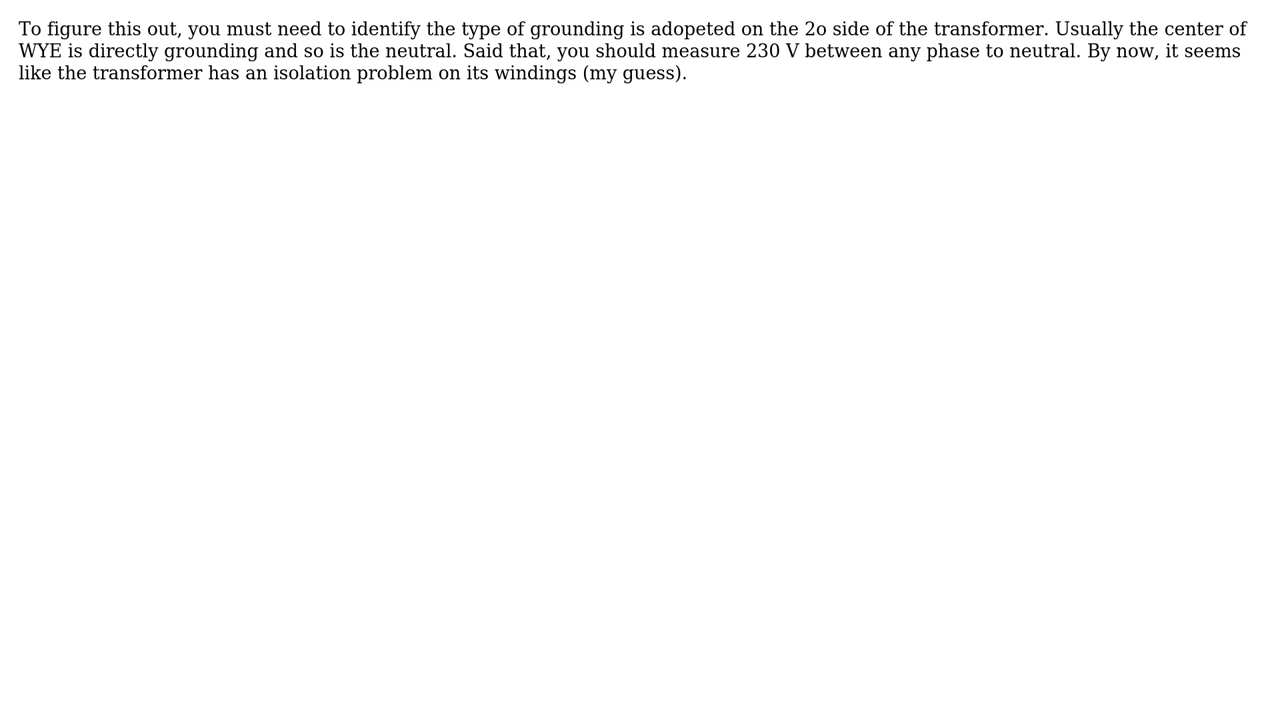 To figure this out, you must need to identify the type of grounding is adopeted on the 2o side of the transformer. Usually the center of
WYE is directly grounding and so is the neutral. Said that, you should measure 230 V between any phase to neutral. By now, it seems
like the transformer has an isolation problem on its windings (my guess).